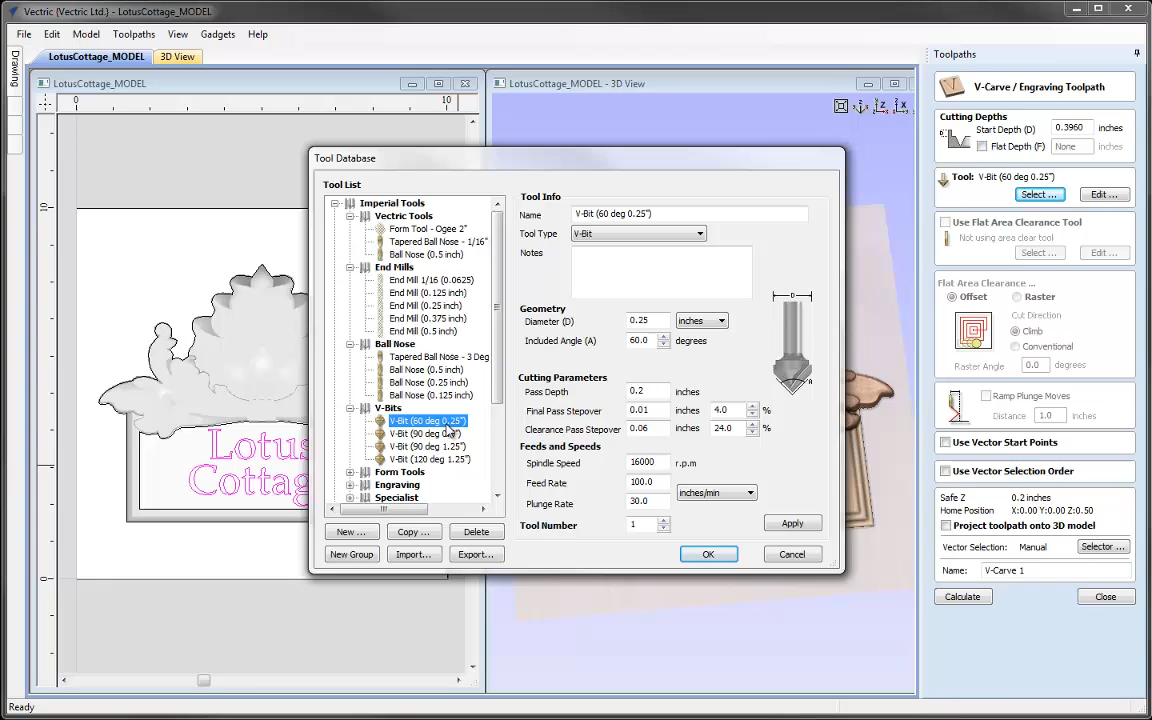 Vectric {Vectric Ltd.} - LotusCottage_MODEL
File Edit Model Toolpaths View Gadgets Help
LotusCottage_MODEL 3D View
Drawing
LotusCottage_MODEL
0 10
10
0
Lotus
Cottag
LotusCottage_MODEL - 3D View
Tool Database
Tool List
Imperial Tools
Vectric Tools
Form Tool - Ogee 2"
Tapered Ball Nose - 1/16"
Ball Nose (0.5 inch)
End Mills
End Mill 1/16 (0.0625)
End Mill (0.125 inch)
End Mill (0.25 inch)
End Mill (0.375 inch)
End Mill (0.5 inch)
Ball Nose
Tapered Ball Nose - 3 Deg
Ball Nose (0.5 inch)
Ball Nose (0.25 inch)
Ball Nose (0.125 inch)
V-Bits
V-Bit (60 deg 0.25")
V-Bit (90 deg
V-Bit (90 deg 1.25")
V-Bit (120 deg 1.25")
Form Tools
Engraving
Specialist
New ... Copy ... Delete
New Group Import... Export...
Tool Info
Name V-Bit (60 deg 0.25")
Tool Type V-Bit
Notes
Geometry
Diameter (D) 0.25 inches
Included Angle (A) 60.0 degrees
D
A
Cutting Parameters
Pass Depth 0.2 inches
Final Pass Stepover 0.01 inches 4.0 %
Clearance Pass Stepover 0.06 inches 24.0 %
Feeds and Speeds
Spindle Speed 16000 r.p.m
Feed Rate 100.0
inches/min
Plunge Rate 30.0
Tool Number 1
Apply
OK Cancel
Toolpaths
V-Carve / Engraving Toolpath
Cutting Depths
Start Depth (D) 0.3960 inches
Flat Depth (F) None inches
Tool: V-Bit (60 deg 0.25")
Select ... Edit ...
Use Flat Area Clearance Tool
Not using area clear tool
Select ... Edit ...
Flat Area Clearance ...
Offset Raster
Cut Direction
Climb
Conventional
Raster Angle 0.0 degrees
Ramp Plunge Moves
Distance 1.0 inches
Use Vector Start Points
Use Vector Selection Order
Safe Z 0.2 inches
Home Position X:0.00 Y:0.00 Z:0.50
Project toolpath onto 3D model
Vector Selection: Manual Selector ...
Name: V-Carve 1
Calculate Close
Ready